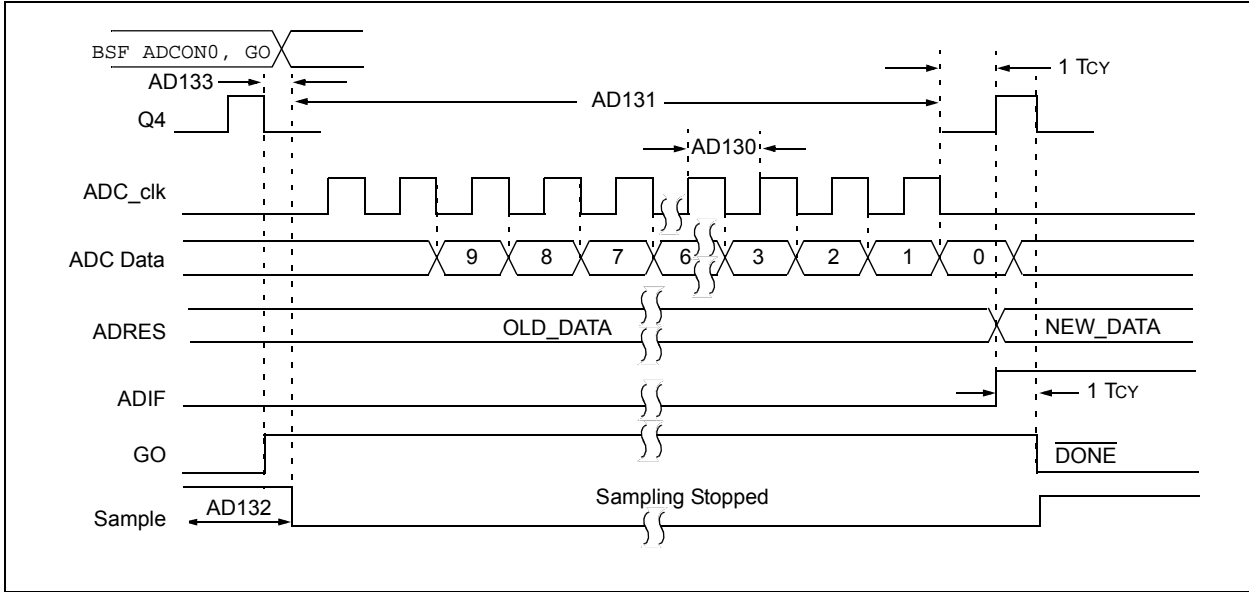 BSF ADCON0, GO
1 TCY
AD133
AD131
Q4
AD130
ADC_clk
ADC Data
9 8 7 6 3 2 1 0
ADRES
OLD_DATA
NEW_DATA
ADIF
1 TCY
GO
DONE
Sample
AD132
Sampling Stopped